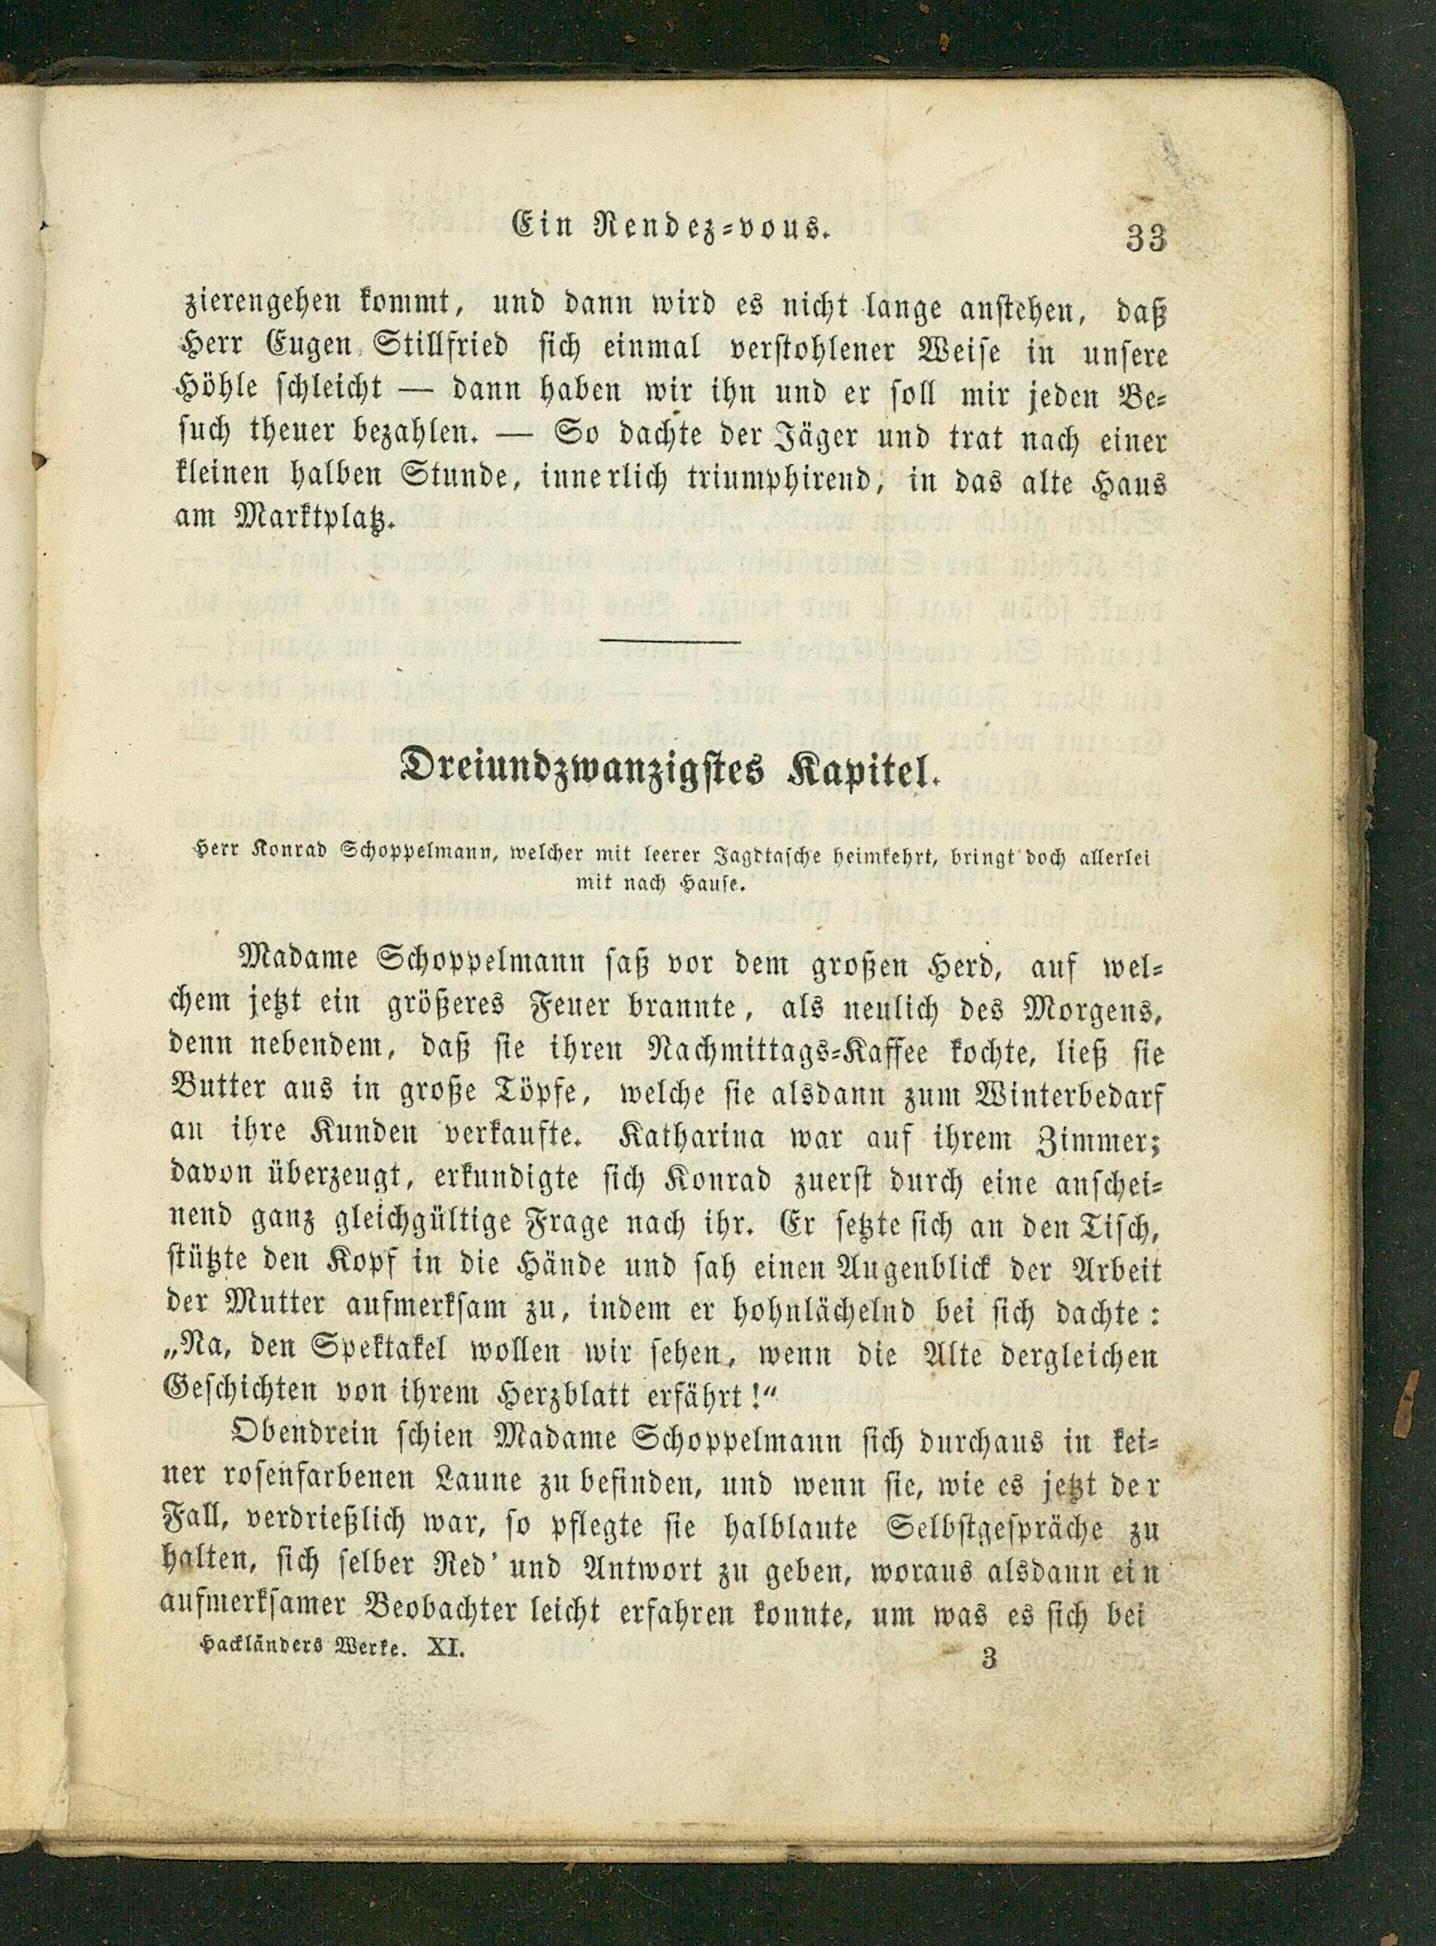 Ein Rendez-vous.
33
zierengehen kommt, und dann wird es nicht lange anstehen, daß
Herr Eugen Stillfried sich einmal verstohlener Weise in unsere
Höhle schleicht — dann haben wir ihn und er soll mir jeden Be-
such theuer bezahlen. — So dachte der Jäger und trat nach einer
kleinen halben Stunde, innerlich triumphirend, in das alte Haus
am Marktplatz.
Dreiundzwanzigstes Kapitel.
Herr Konrad Schoppelmann, welcher mit leerer Jagdtasche heimkehrt, bringt doch allerlei
mit nach Hause.
Madame Schoppelmann saß vor dem großen Herd, auf wel-
chem jetzt ein größeres Feuer brannte, als neulich des Morgens,
denn nebendem, daß sie ihren Nachmittags-Kaffee kochte, ließ sie
Butter aus in große Töpfe, welche sie alsdann zum Winterbedarf
an ihre Kunden verkaufte. Katharina war auf ihrem Zimmer;
davon überzeugt, erkundigte sich Konrad zuerst durch eine anschei-
nend ganz gleichgültige Frage nach ihr. Er setzte sich an den Tisch,
stützte den Kopf in die Hände und sah einen Augenblick der Arbeit
der Mutter aufmerksam zu, indem er hohnlächelnd bei sich dachte:
„Na, den Spektakel wollen wir sehen, wenn die Alte dergleichen
Geschichten von ihrem Herzblatt erfährt!“
Obendrein schien Madame Schoppelmann sich durchaus in kei-
ner rosenfarbenen Laune zu befinden, und wenn sie, wie es jetzt der
Fall, verdrießlich war, so pflegte sie halblaute Selbstgespräche zu
halten, sich selber Red’ und Antwort zu geben, woraus alsdann ein
aufmerksamer Beobachter leicht erfahren konnte, um was es sich bei
Hackländers Werke. XI.
3